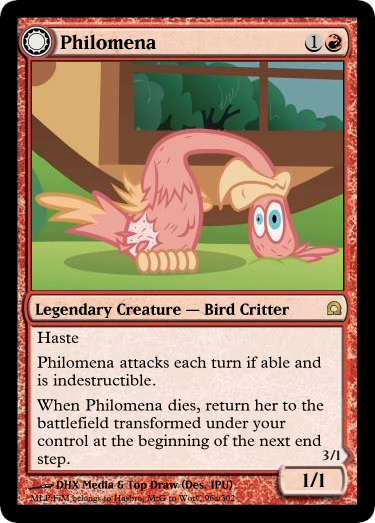 Philomena 1
Legendary Creature — Bird Critter
Haste
Philomena attacks each turn if able and
is indestructible.
When Philomena dies, return her to the
battlefield transformed under your
control at the beginning of the next end
step.
3/1
DHX Media & Top Draw (Des. IPU)
1/1
MLP:FiM belongs to Hasbro, MtG to WotC.